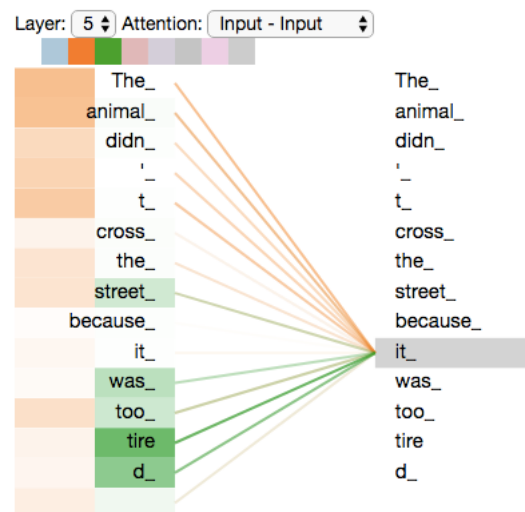 Layer: 5 Attention: Input - Input
The_ The_
animal_ animal_
didn_ didn_
'_ '_
t_ t_
cross_ cross_
the_ the_
street_ street_
because_ because_
it_ it_
was_ was_
too_ too_
tire tire
d_ d_